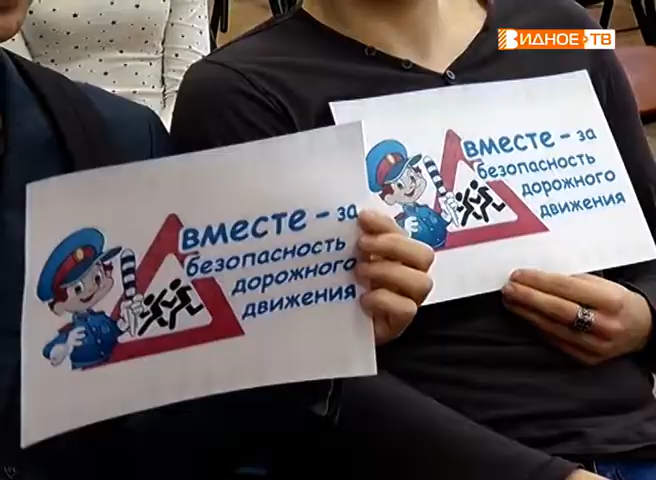 ВИДНОЕ ТВ
вместе - за
безопасность
дорожного
движения
вместе - за
безопасность
дорожного
движения